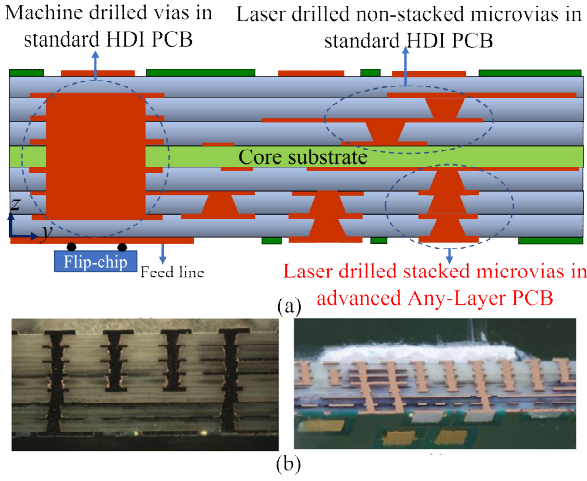 Machine drilled vias in
standard HDI PCB
Laser drilled non-stacked microvias in
standard HDI PCB
Core substrate
z
y
Flip-chip
Feed line
Laser drilled stacked microvias in
advanced Any-Layer PCB
(a)
(b)